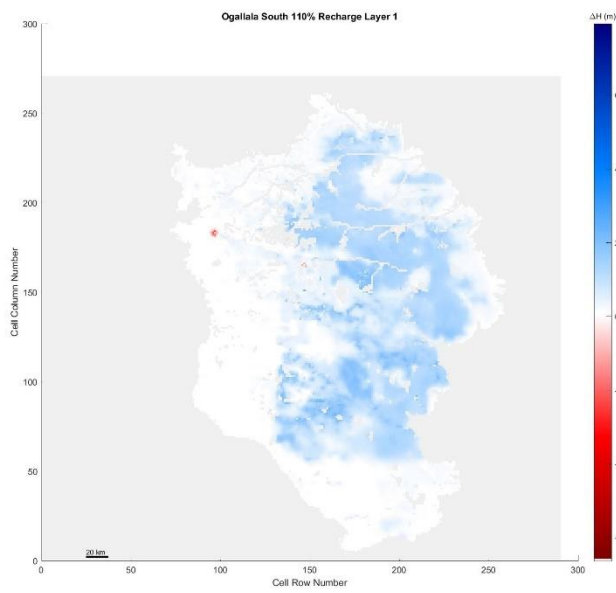 Ogallala South 110% Recharge Layer 1
ΔH (m)
300
250
200
150
100
50
0
Cell Column Number
20 km
0 50 100 150 200 250 300
Cell Row Number